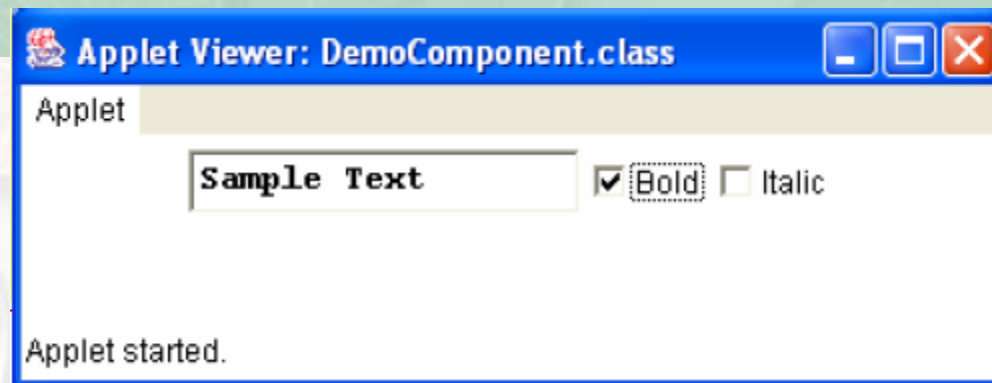 Applet Viewer: DemoComponent.class
Applet
Sample Text Bold Italic
Applet started.